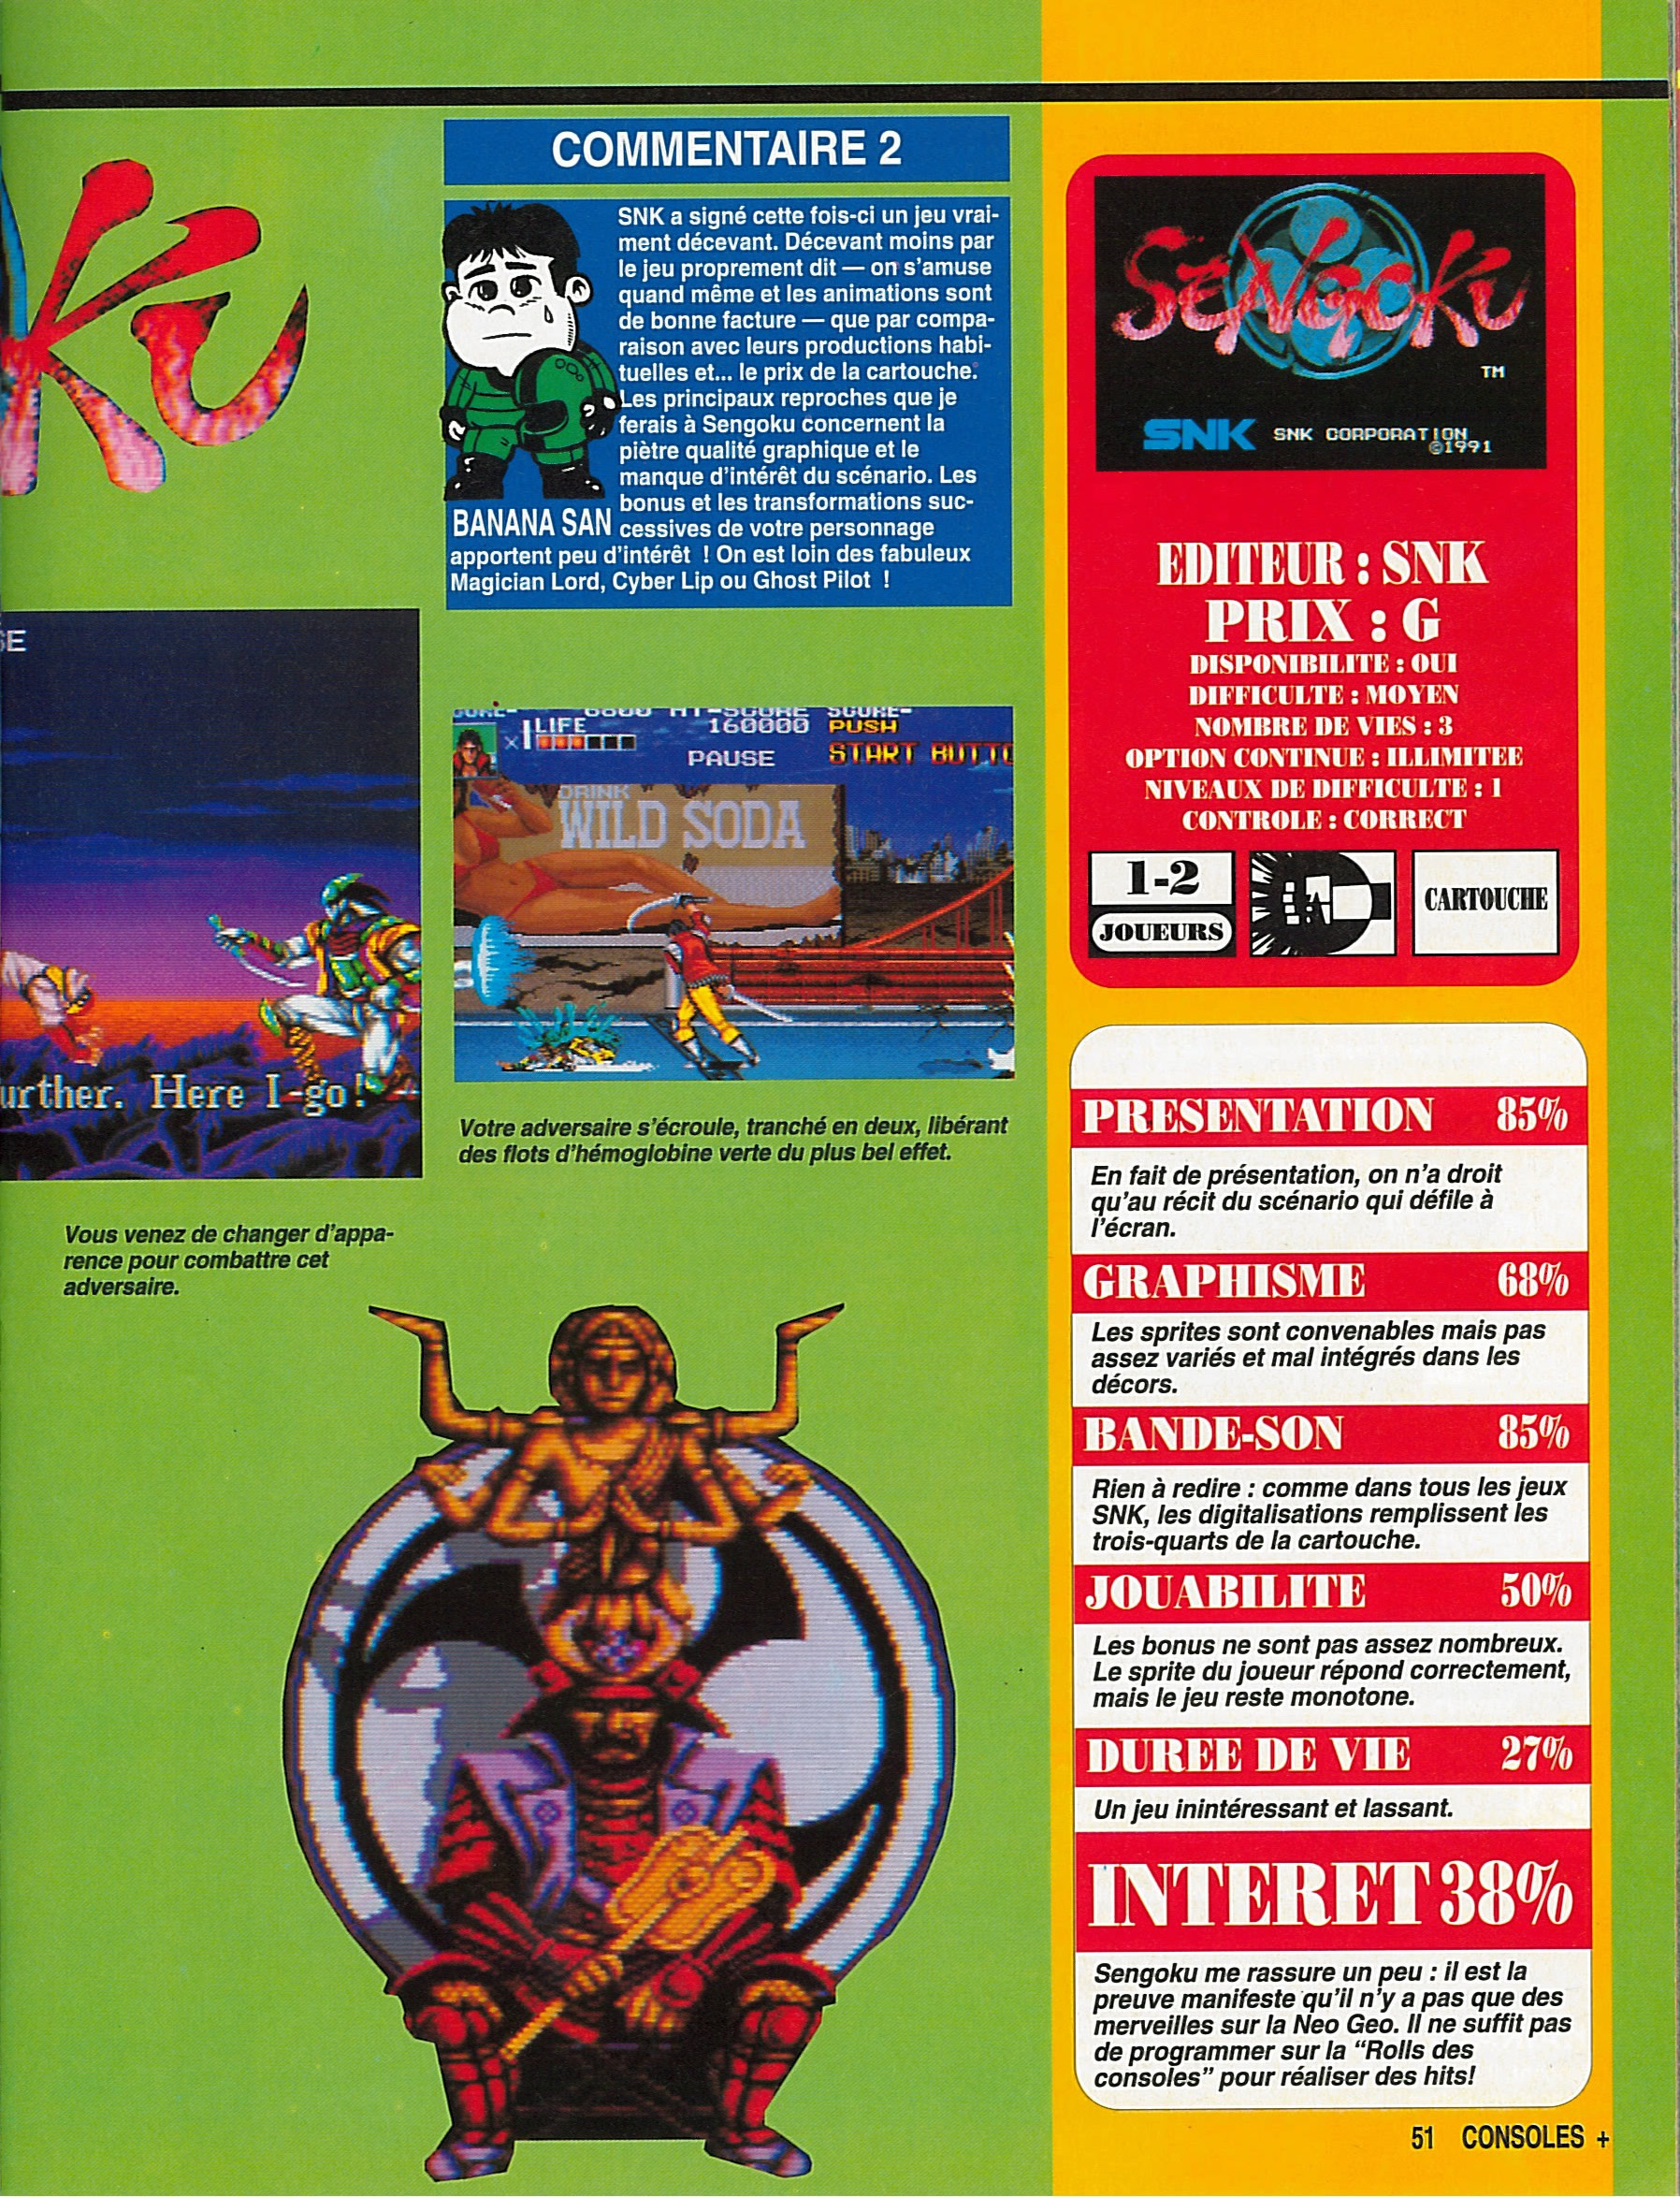 COMMENTAIRE 2
SNK a signé cette fois-ci un jeu vrai-
ment décevant. Décevant moins par
le jeu proprement dit — on s'amuse
quand même et les animations sont
de bonne facture — que par compa-
raison avec leurs productions habi-
tuelles et... le prix de la cartouche.
Les principaux reproches que je
ferais à Sengoku concernent la
piètre qualité graphique et le
manque d'intérêt du scénario. Les
bonus et les transformations suc-
cessives de votre personnage
apportent peu d'intérêt ! On est loin des fabuleux
Magician Lord, Cyber Lip ou Ghost Pilot !
BANANA SAN
SE
urther. Here I go!
Vous venez de changer d'appa-
rence pour combattre cet
adversaire.
6800 HI-SCORE SCORE=
×1 LIFE 160000 PUSH
PAUSE START BUTTO
DRINK
WILD SODA
Votre adversaire s'écroule, tranché en deux, libérant
des flots d'hémoglobine verte du plus bel effet.
SENGOKU
TM
SNK SNK CORPORATION
©1991
EDITEUR : SNK
PRIX : G
DISPONIBILITE : OUI
DIFFICULTE : MOYEN
NOMBRE DE VIES : 3
OPTION CONTINUE : ILLIMITEE
NIVEAUX DE DIFFICULTE : 1
CONTROLE : CORRECT
1-2
JOUEURS
CARTOUCHE
PRESENTATION 85%
En fait de présentation, on n'a droit
qu'au récit du scénario qui défile à
l'écran.
GRAPHISME 68%
Les sprites sont convenables mais pas
assez variés et mal intégrés dans les
décors.
BANDE-SON 85%
Rien à redire : comme dans tous les jeux
SNK, les digitalisations remplissent les
trois-quarts de la cartouche.
JOUABILITE 50%
Les bonus ne sont pas assez nombreux.
Le sprite du joueur répond correctement,
mais le jeu reste monotone.
DUREE DE VIE 27%
Un jeu inintéressant et lassant.
INTERET 38%
Sengoku me rassure un peu : il est la
preuve manifeste qu'il n'y a pas que des
merveilles sur la Neo Geo. Il ne suffit pas
de programmer sur la "Rolls des
consoles" pour réaliser des hits!
51 CONSOLES +